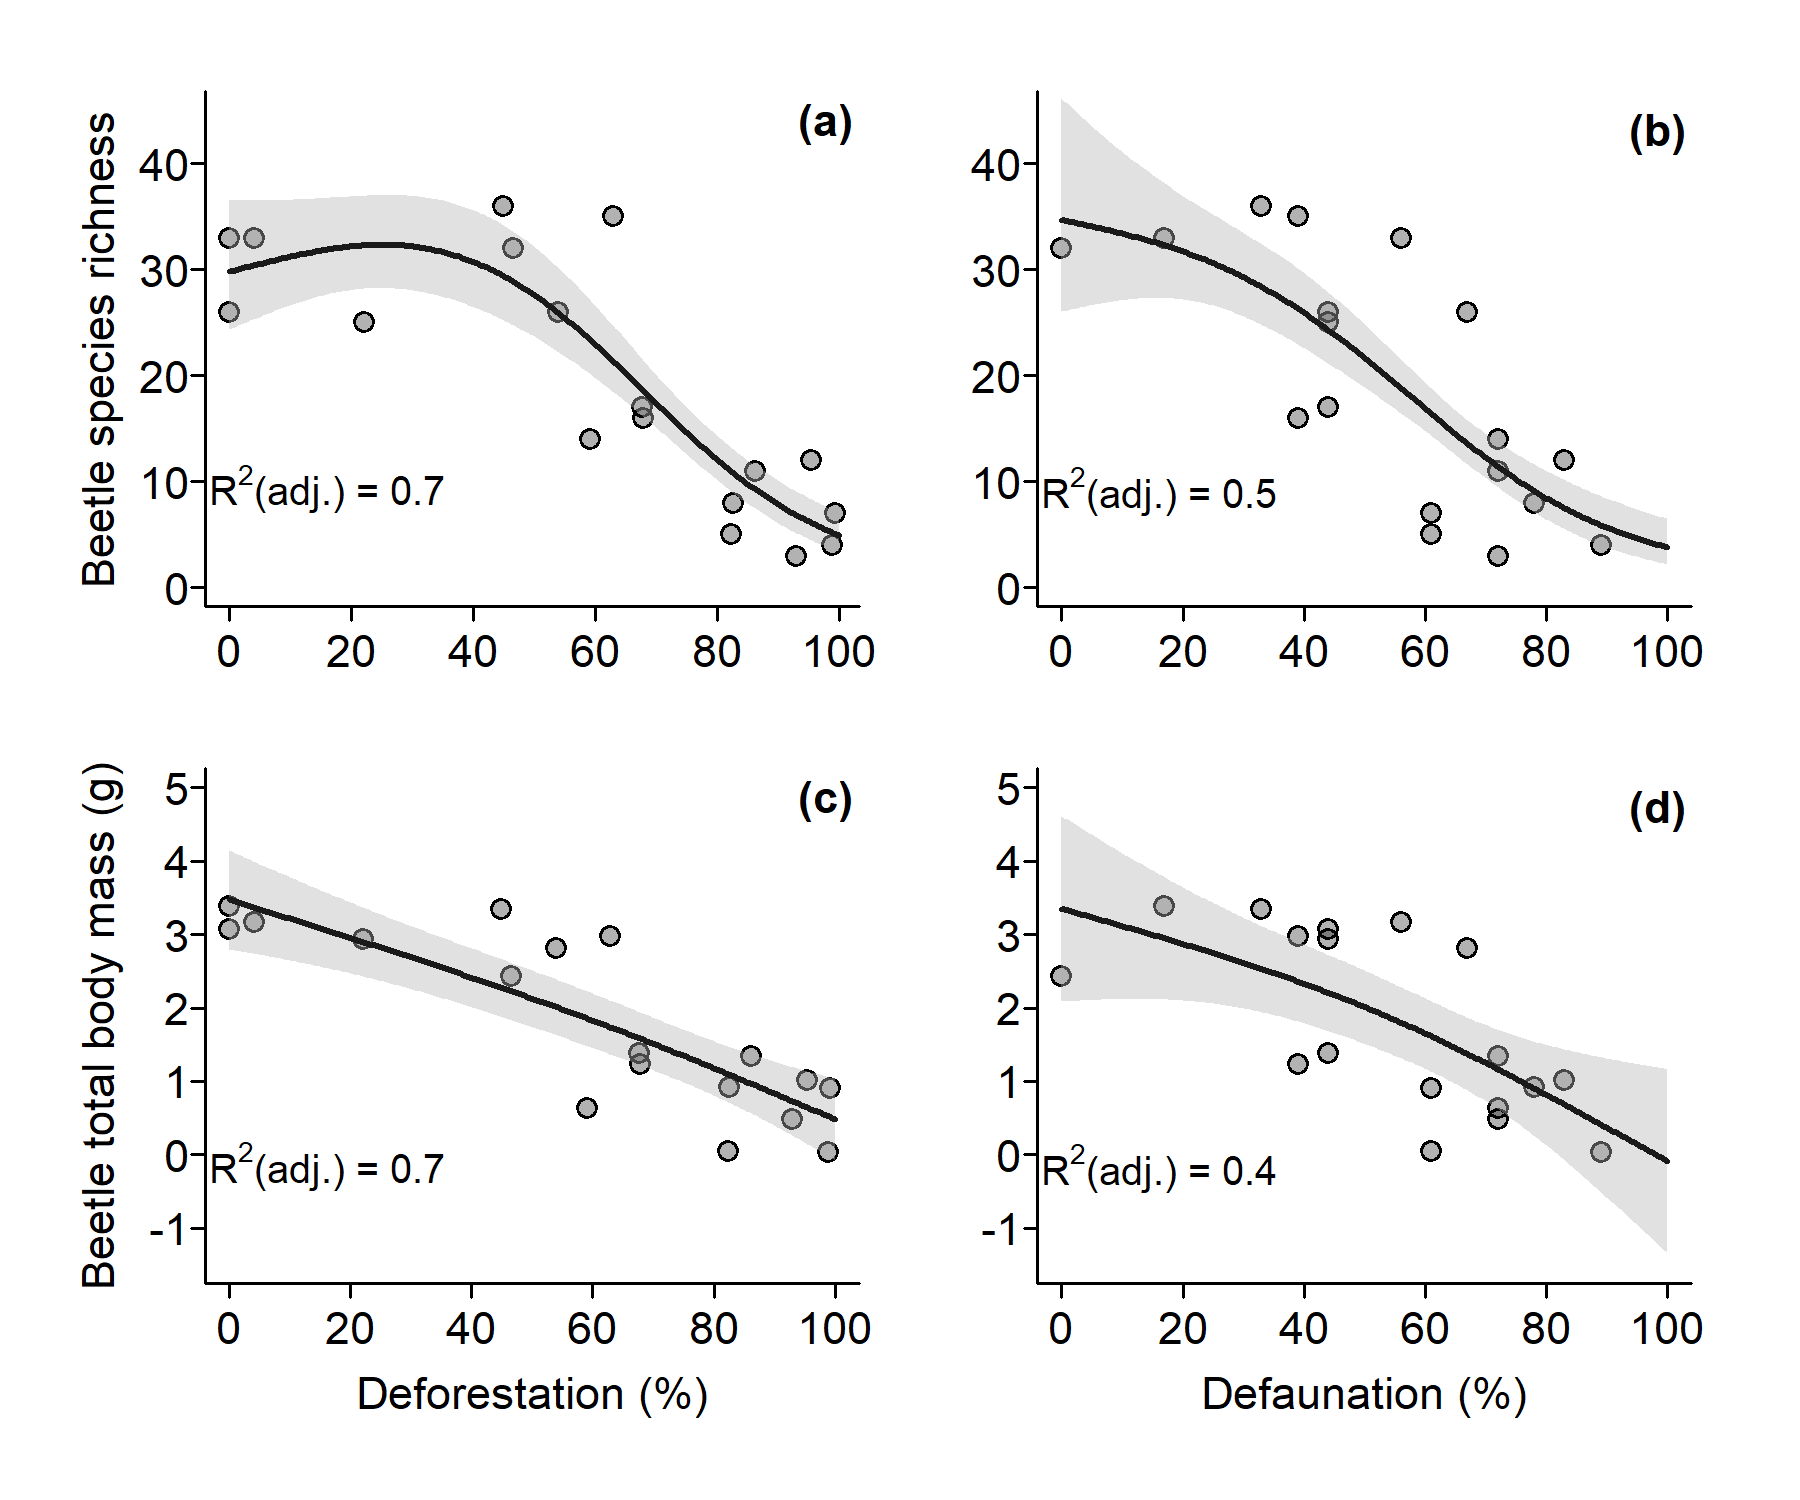 (a)
Beetle species richness
40
30
20
10
0
R²(adj.) = 0.7
0 20 40 60 80 100
(b)
40
30
20
10
0
R²(adj.) = 0.5
0 20 40 60 80 100
(c)
Beetle total body mass (g)
5
4
3
2
1
0
-1
R²(adj.) = 0.7
0 20 40 60 80 100
Deforestation (%)
(d)
5
4
3
2
1
0
-1
R²(adj.) = 0.4
0 20 40 60 80 100
Defaunation (%)